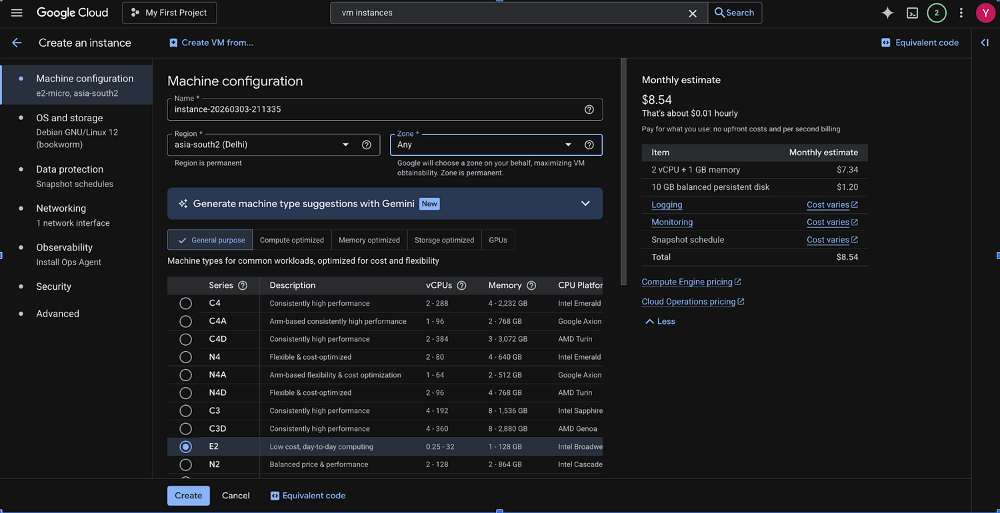 Google Cloud
My First Project
vm instances
Search
2
Y
Create an instance
Create VM from...
Equivalent code
Machine configuration
e2-micro, asia-south2
OS and storage
Debian GNU/Linux 12
(bookworm)
Data protection
Snapshot schedules
Networking
1 network interface
Observability
Install Ops Agent
Security
Advanced
Machine configuration
Name *
instance-20260303-211335
Region *
asia-south2 (Delhi)
Region is permanent
Zone *
Any
Google will choose a zone on your behalf, maximizing VM
obtainability. Zone is permanent.
Generate machine type suggestions with Gemini New
General purpose Compute optimized Memory optimized Storage optimized GPUs
Machine types for common workloads, optimized for cost and flexibility
Series Description vCPUs Memory CPU Platfor
C4 Consistently high performance 2 - 288 4 - 2,232 GB Intel Emerald
C4A Arm-based consistently high performance 1 - 96 2 - 768 GB Google Axion
C4D Consistently high performance 2 - 384 3 - 3,072 GB AMD Turin
N4 Flexible & cost-optimized 2 - 80 4 - 640 GB Intel Emerald
N4A Arm-based flexibility & cost optimization 1 - 64 2 - 512 GB Google Axion
N4D Flexible & cost-optimized 2 - 96 4 - 768 GB AMD Turin
C3 Consistently high performance 4 - 192 8 - 1,536 GB Intel Sapphire
C3D Consistently high performance 4 - 360 8 - 2,880 GB AMD Genoa
E2 Low cost, day-to-day computing 0.25 - 32 1 - 128 GB Intel Broadwe
N2 Balanced price & performance 2 - 128 2 - 864 GB Intel Cascade
Create Cancel Equivalent code
Monthly estimate
$8.54
That's about $0.01 hourly
Pay for what you use: no upfront costs and per second billing
Item Monthly estimate
2 vCPU + 1 GB memory $7.34
10 GB balanced persistent disk $1.20
Logging Cost varies
Monitoring Cost varies
Snapshot schedule Cost varies
Total $8.54
Compute Engine pricing
Cloud Operations pricing
Less